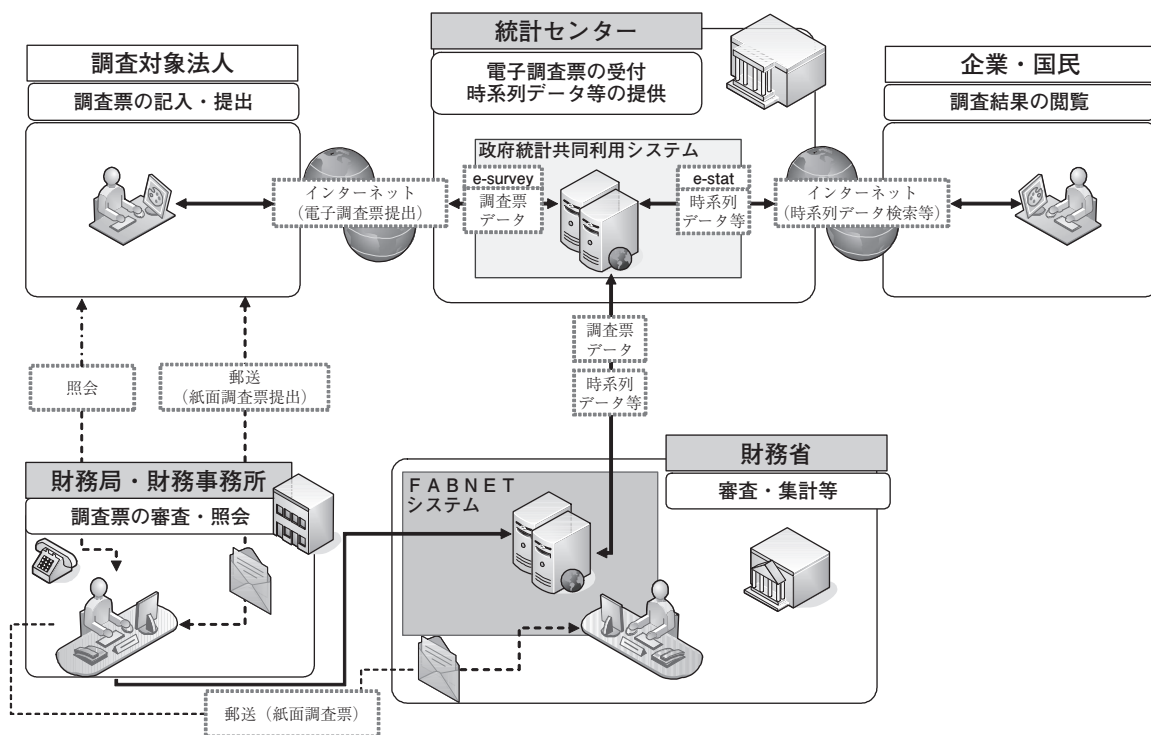 統計センター
電子調査票の受付
時系列データ等の提供
調査対象法人
調査票の記入・提出
企業・国民
調査結果の閲覧
政府統計共同利用システム
e-survey
調査票
データ
e-stat
時系列
データ等
インターネット
（電子調査票提出）
インターネット
（時系列データ検索等）
調査票
データ
時系列
データ等
照会
郵送
（紙面調査票提出）
財務局・財務事務所
調査票の審査・照会
財務省
審査・集計等
ＦＡＢＮＥＴ
システム
郵送（紙面調査票）